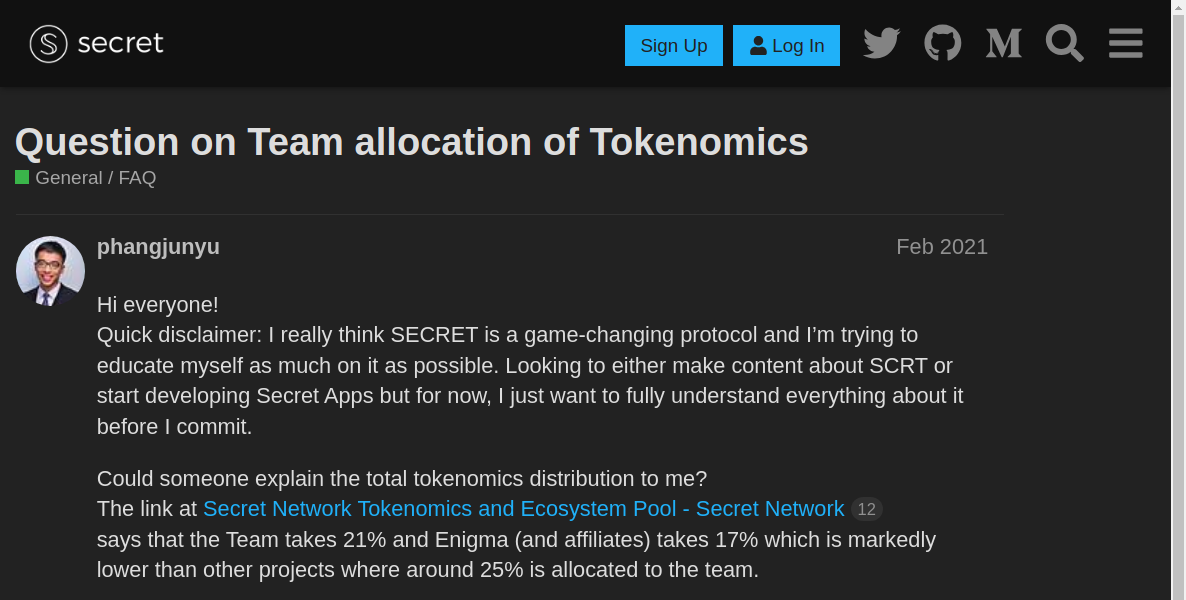 secret
Sign Up
Log In
Question on Team allocation of Tokenomics
General / FAQ
phangjunyu
Feb 2021
Hi everyone!
Quick disclaimer: I really think SECRET is a game-changing protocol and I’m trying to
educate myself as much on it as possible. Looking to either make content about SCRT or
start developing Secret Apps but for now, I just want to fully understand everything about it
before I commit.
Could someone explain the total tokenomics distribution to me?
The link at Secret Network Tokenomics and Ecosystem Pool - Secret Network 12
says that the Team takes 21% and Enigma (and affiliates) takes 17% which is markedly
lower than other projects where around 25% is allocated to the team.